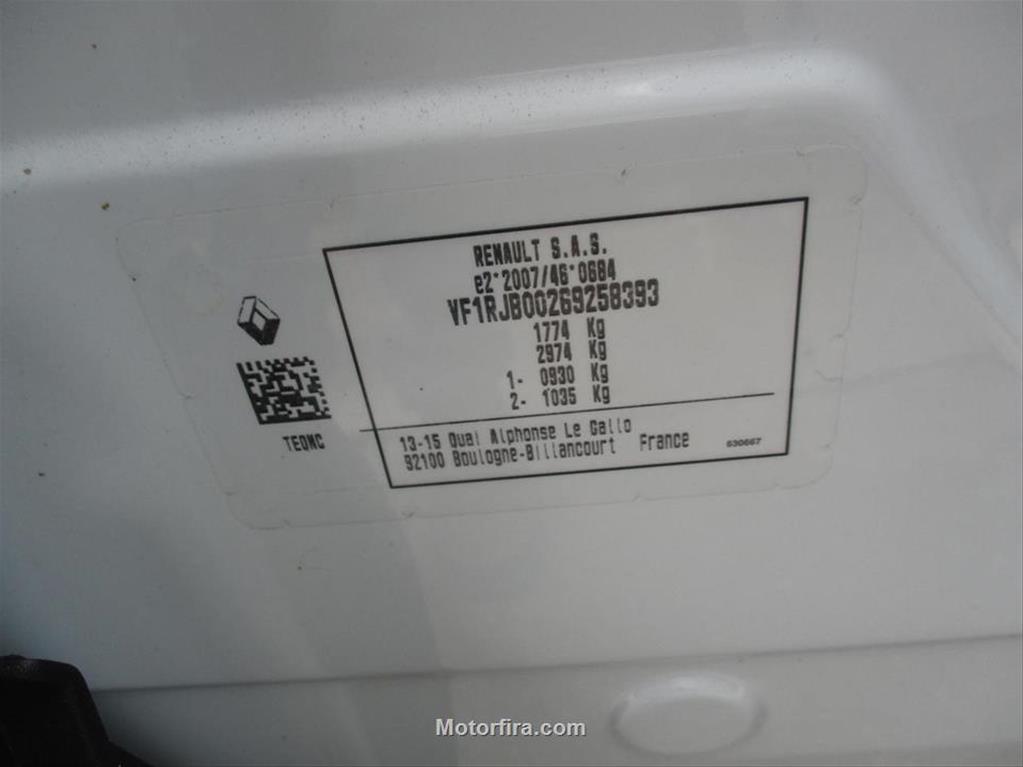 RENAULT S.A.S.
e2*2007/46*0684
VF1RJB00269258393
1774 Kg
2974 Kg
1- 0930 Kg
2- 1035 Kg
TEQNC
13-15 Quai Alphonse Le Gallo
92100 Boulogne-Billancourt France
630667
Motorfira.com